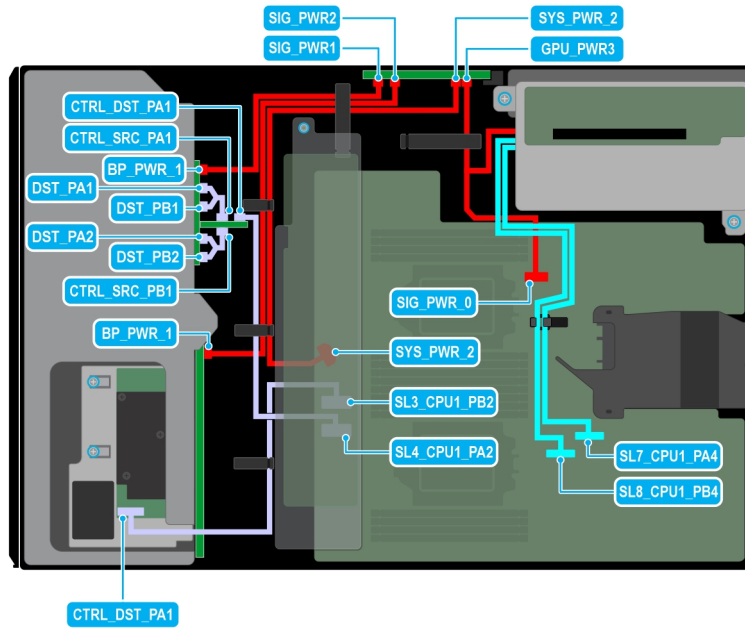 SIG_PWR2
SYS_PWR_2
SIG_PWR1
GPU_PWR3
CTRL_DST_PA1
CTRL_SRC_PA1
BP_PWR_1
DST_PA1
DST_PB1
DST_PA2
DST_PB2
CTRL_SRC_PB1
SIG_PWR_0
BP_PWR_1
SYS_PWR_2
SL3_CPU1_PB2
SL4_CPU1_PA2
SL7_CPU1_PA4
SL8_CPU1_PB4
CTRL_DST_PA1